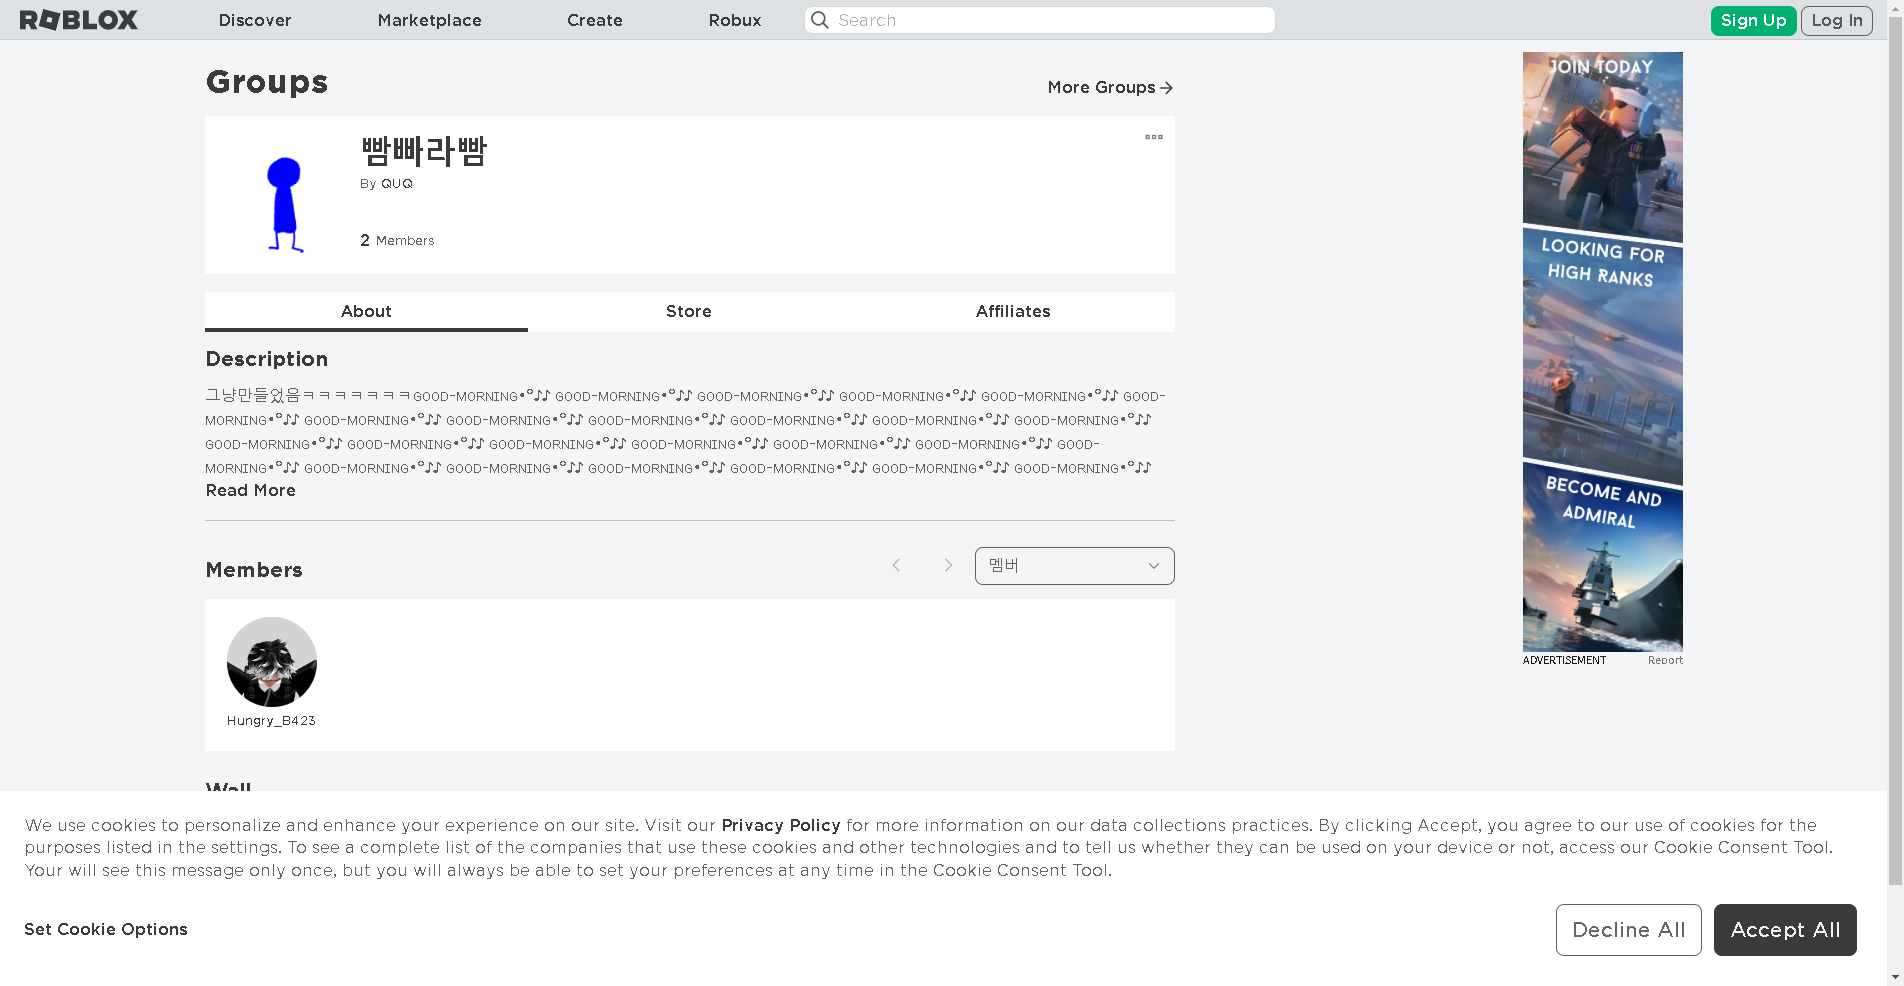 ROBLOX Discover Marketplace Create Robux Search Sign Up Log In
Groups
More Groups
빰빠라빰
By QUQ
2 Members
About Store Affiliates
Description
그냥만들었음ㅋㅋㅋㅋㅋㅋㅋGOOD-MORNING•°♪♪ GOOD-MORNING•°♪♪ GOOD-MORNING•°♪♪ GOOD-MORNING•°♪♪ GOOD-MORNING•°♪♪ GOOD-
MORNING•°♪♪ GOOD-MORNING•°♪♪ GOOD-MORNING•°♪♪ GOOD-MORNING•°♪♪ GOOD-MORNING•°♪♪ GOOD-MORNING•°♪♪ GOOD-MORNING•°♪♪
GOOD-MORNING•°♪♪ GOOD-MORNING•°♪♪ GOOD-MORNING•°♪♪ GOOD-MORNING•°♪♪ GOOD-MORNING•°♪♪ GOOD-MORNING•°♪♪ GOOD-
MORNING•°♪♪ GOOD-MORNING•°♪♪ GOOD-MORNING•°♪♪ GOOD-MORNING•°♪♪ GOOD-MORNING•°♪♪ GOOD-MORNING•°♪♪ GOOD-MORNING•°♪♪
Read More
Members
멤버
Hungry_B423
Wall
JOIN TODAY
LOOKING FOR
HIGH RANKS
BECOME AND
ADMIRAL
ADVERTISEMENT Report
We use cookies to personalize and enhance your experience on our site. Visit our Privacy Policy for more information on our data collections practices. By clicking Accept, you agree to our use of cookies for the
purposes listed in the settings. To see a complete list of the companies that use these cookies and other technologies and to tell us whether they can be used on your device or not, access our Cookie Consent Tool.
Your will see this message only once, but you will always be able to set your preferences at any time in the Cookie Consent Tool.
Set Cookie Options
Decline All
Accept All